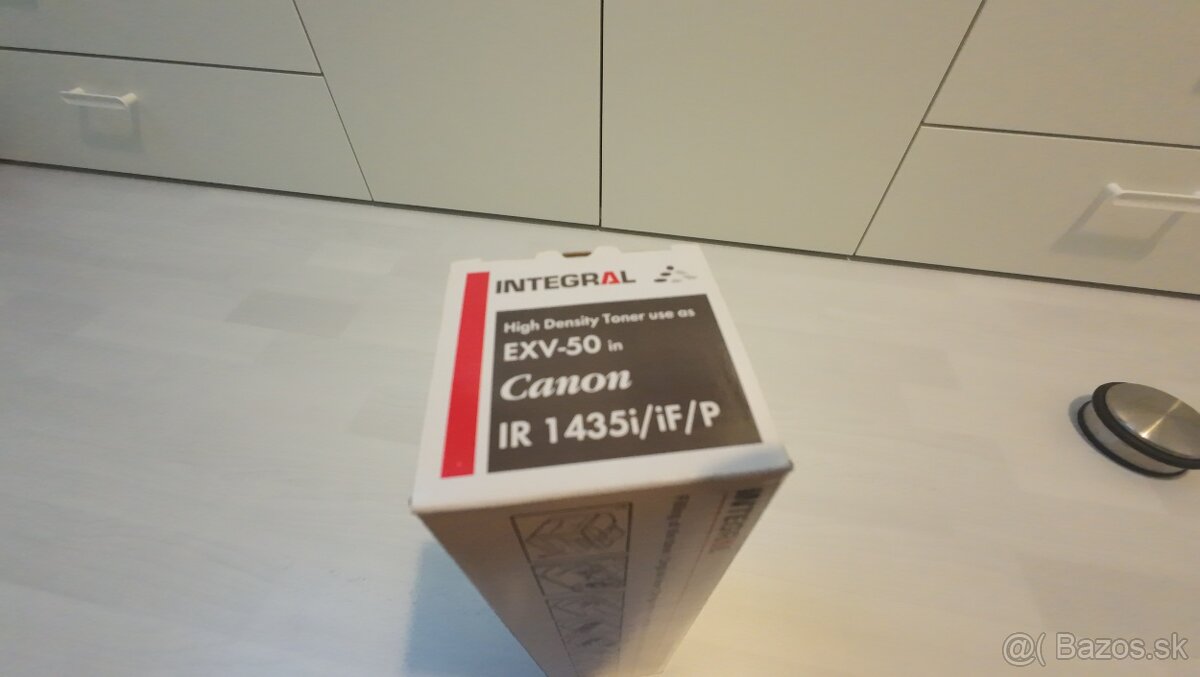 INTEGRAL
High Density Toner use as
EXV-50 in
Canon
IR 1435i/iF/P
INTEGRAL
@( Bazos.sk